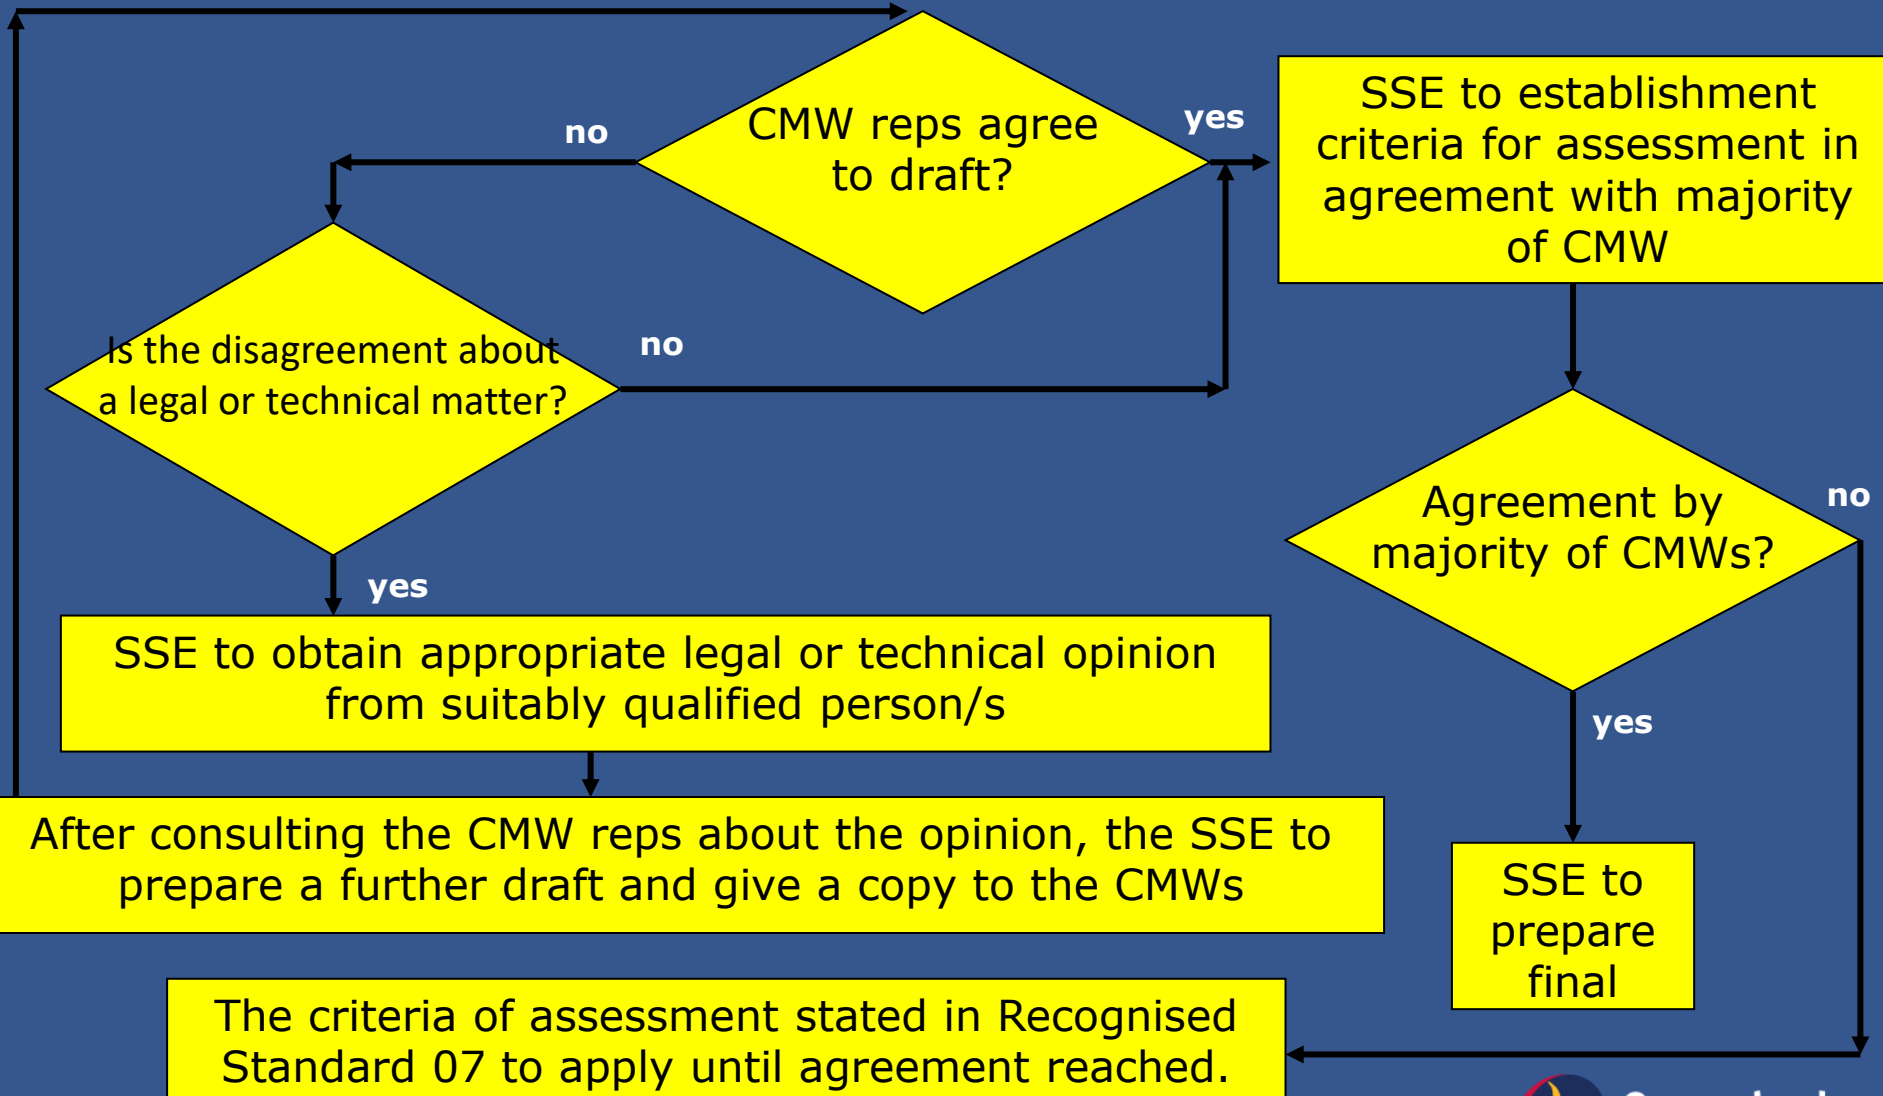 CMW reps agree
to draft?
no
yes
SSE to establishment
criteria for assessment in
agreement with majority
of CMW
Is the disagreement about
a legal or technical matter?
no
yes
Agreement by
majority of CMWs?
no
yes
SSE to obtain appropriate legal or technical opinion
from suitably qualified person/s
After consulting the CMW reps about the opinion, the SSE to
prepare a further draft and give a copy to the CMWs
SSE to
prepare
final
The criteria of assessment stated in Recognised
Standard 07 to apply until agreement reached.